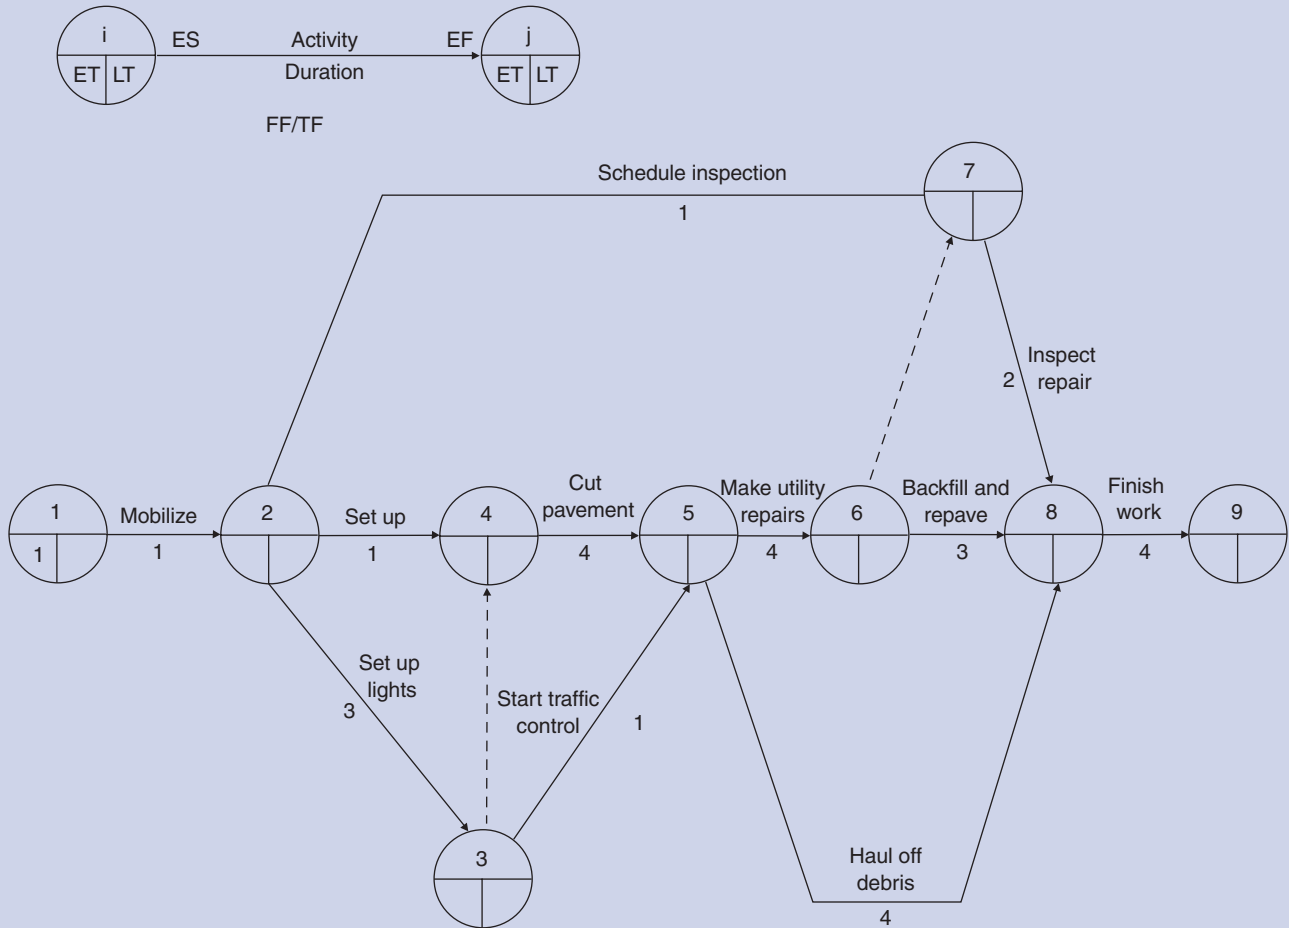 i
ES
Activity
EF
j
ET
LT
Duration
ET
LT
FF/TF
7
Schedule inspection
1
Inspect
repair
2
1
1
Mobilize
1
2
Set up
1
4
Cut
pavement
4
5
Make utility
repairs
4
6
Backfill and
repave
3
8
Finish
work
4
9
Set up
lights
3
Start traffic
control
1
3
Haul off
debris
4